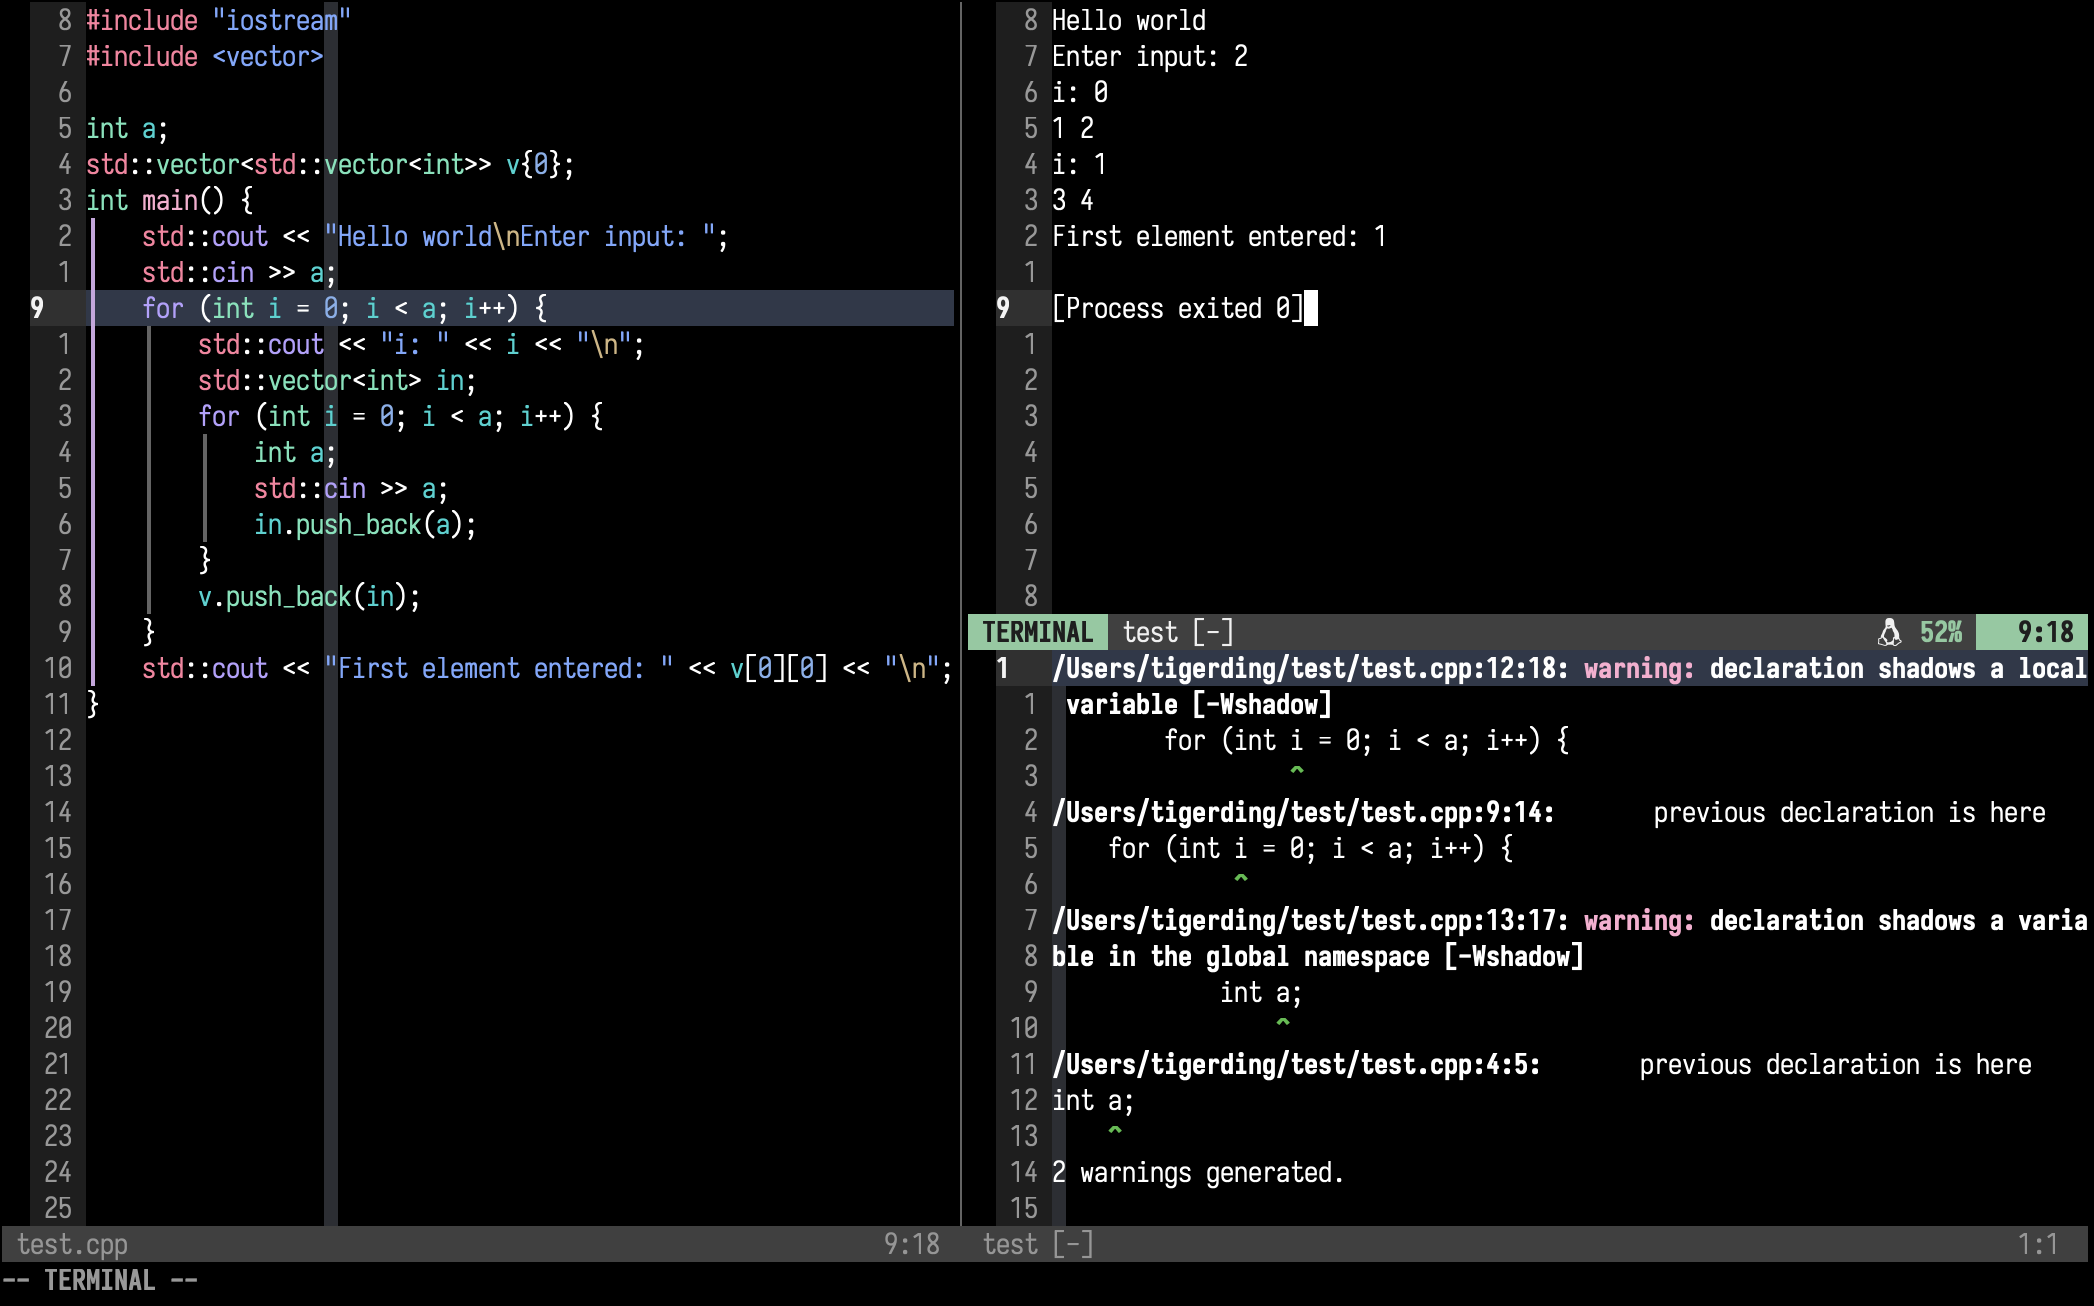 8 #include "iostream"
7 #include <vector>
6
5 int a;
4 std::vector<std::vector<int>> v{0};
3 int main() {
2     std::cout << "Hello world\nEnter input: ";
1     std::cin >> a;
9     for (int i = 0; i < a; i++) {
1         std::cout << "i: " << i << "\n";
2         std::vector<int> in;
3         for (int i = 0; i < a; i++) {
4             int a;
5             std::cin >> a;
6             in.push_back(a);
7         }
8         v.push_back(in);
9     }
10     std::cout << "First element entered: " << v[0][0] << "\n";
11 }
12
13
14
15
16
17
18
19
20
21
22
23
24
25
test.cpp 9:18
8 Hello world
7 Enter input: 2
6 i: 0
5 1 2
4 i: 1
3 3 4
2 First element entered: 1
1
9 [Process exited 0]
1
2
3
4
5
6
7
8
TERMINAL test [-] 52% 9:18
1 /Users/tigerding/test/test.cpp:12:18: warning: declaration shadows a local
1  variable [-Wshadow]
2         for (int i = 0; i < a; i++) {
3                  ^
4 /Users/tigerding/test/test.cpp:9:14:       previous declaration is here
5     for (int i = 0; i < a; i++) {
6              ^
7 /Users/tigerding/test/test.cpp:13:17: warning: declaration shadows a varia
8 ble in the global namespace [-Wshadow]
9             int a;
10                 ^
11 /Users/tigerding/test/test.cpp:4:5:       previous declaration is here
12 int a;
13     ^
14 2 warnings generated.
15
test [-] 1:1
-- TERMINAL --